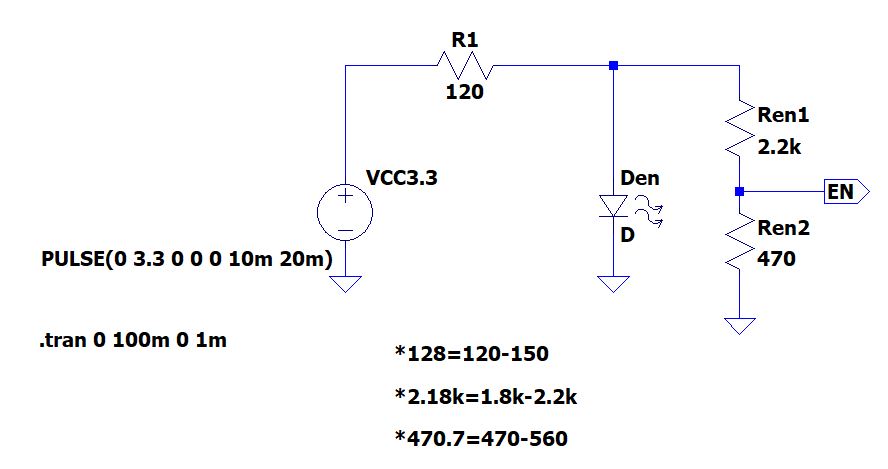 R1
120
VCC3.3
PULSE(0 3.3 0 0 0 10m 20m)
Den
D
Ren1
2.2k
EN
Ren2
470
.tran 0 100m 0 1m
*128=120-150
*2.18k=1.8k-2.2k
*470.7=470-560